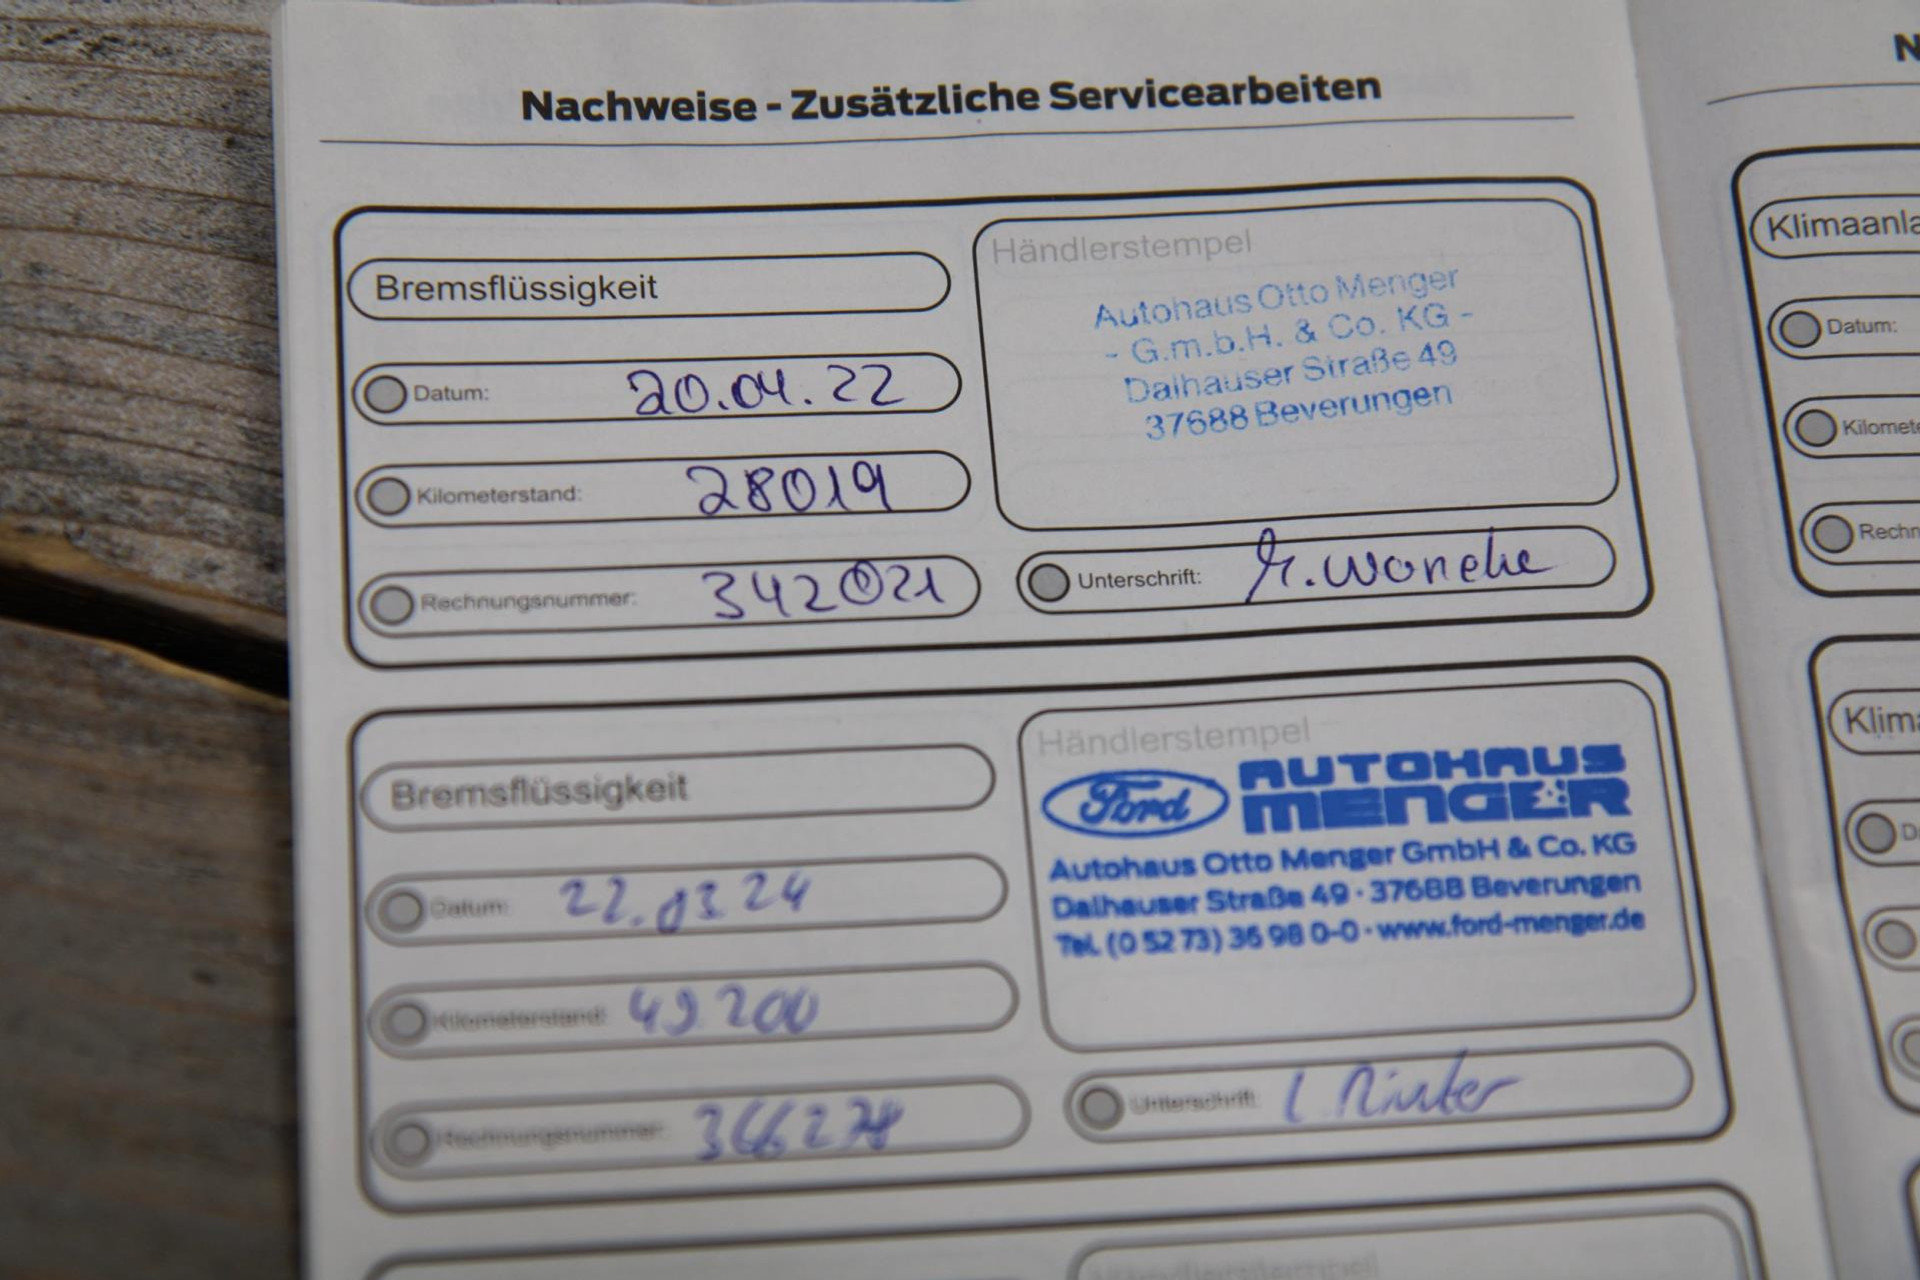 Nachweise - Zusätzliche Servicearbeiten
Bremsflüssigkeit
Datum: 20.04.22
Kilometerstand: 28019
Rechnungsnummer: 342021
Händlerstempel
Autohaus Otto Menger
- G.m.b.H. & Co. KG -
Dalhauser Straße 49
37688 Beverungen
Unterschrift:
Bremsflüssigkeit
Datum: 22.03.24
Kilometerstand: 49200
Rechnungsnummer:
Händlerstempel
Ford AUTOHAUS
MENGER
Autohaus Otto Menger GmbH & Co. KG
Dalhauser Straße 49 · 37688 Beverungen
Tel. (0 52 73) 36 98 0-0 · www.ford-menger.de
Unterschrift:
Händlerstempel
N
Klimaanla
Datum:
Kilomete
Rechn
Klima
D